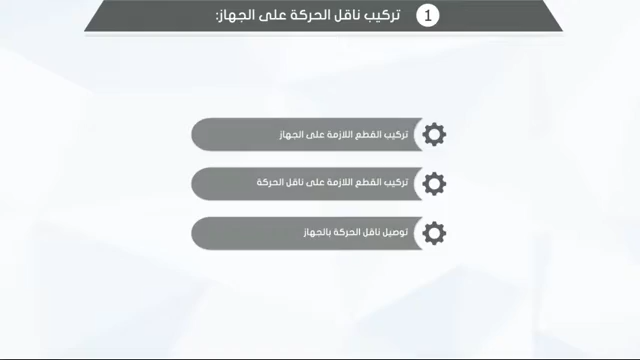 1 تركيب ناقل الحركة على الجهاز:
تركيب القطع اللازمة على الجهاز
تركيب القطع اللازمة على ناقل الحركة
توصيل ناقل الحركة بالجهاز